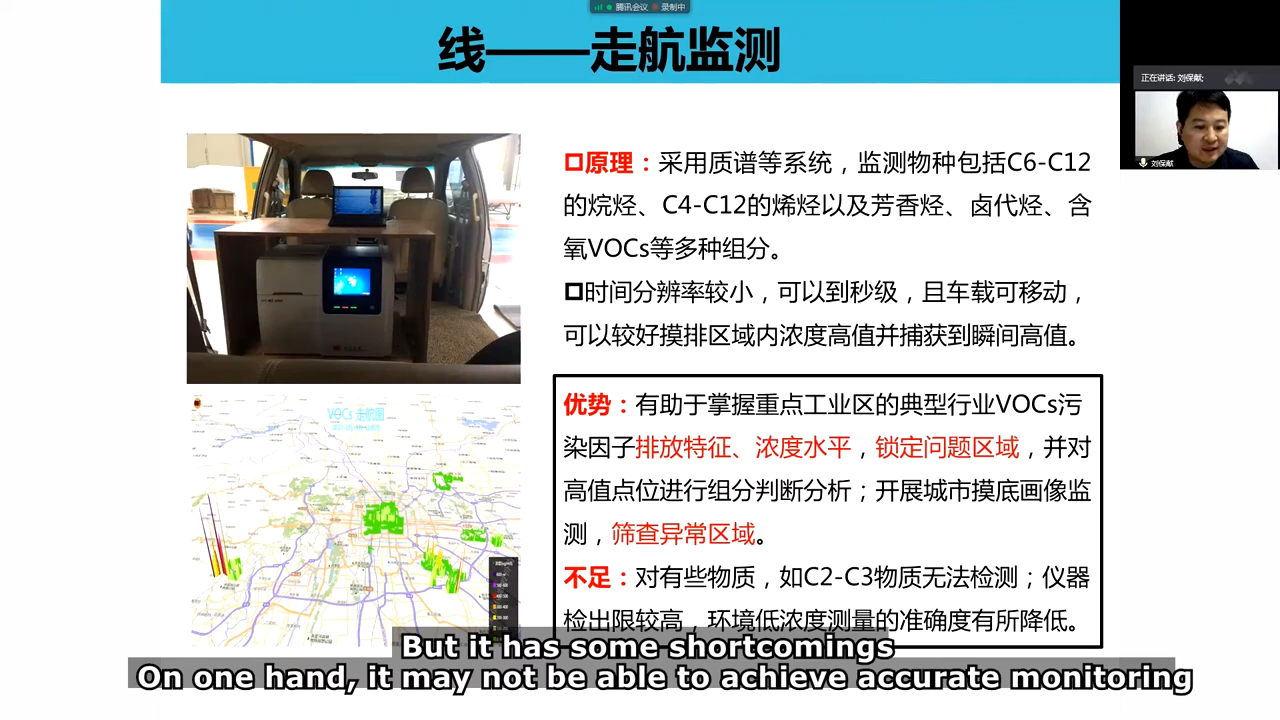 腾讯会议 录制中
线——走航监测
正在讲话: 刘保献;
刘保献
原理：采用质谱等系统，监测物种包括C6-C12
的烷烃、C4-C12的烯烃以及芳香烃、卤代烃、含
氧VOCs等多种组分。
时间分辨率较小，可以到秒级，且车载可移动，
可以较好摸排区域内浓度高值并捕获到瞬间高值。
VOCs 走航图
优势：有助于掌握重点工业区的典型行业VOCs污
染因子排放特征、浓度水平，锁定问题区域，并对
高值点位进行组分判断分析；开展城市摸底画像监
测，筛查异常区域。
不足：对有些物质，如C2-C3物质无法检测；仪器
检出限较高，环境低浓度测量的准确度有所降低。
But it has some shortcomings
On one hand, it may not be able to achieve accurate monitoring